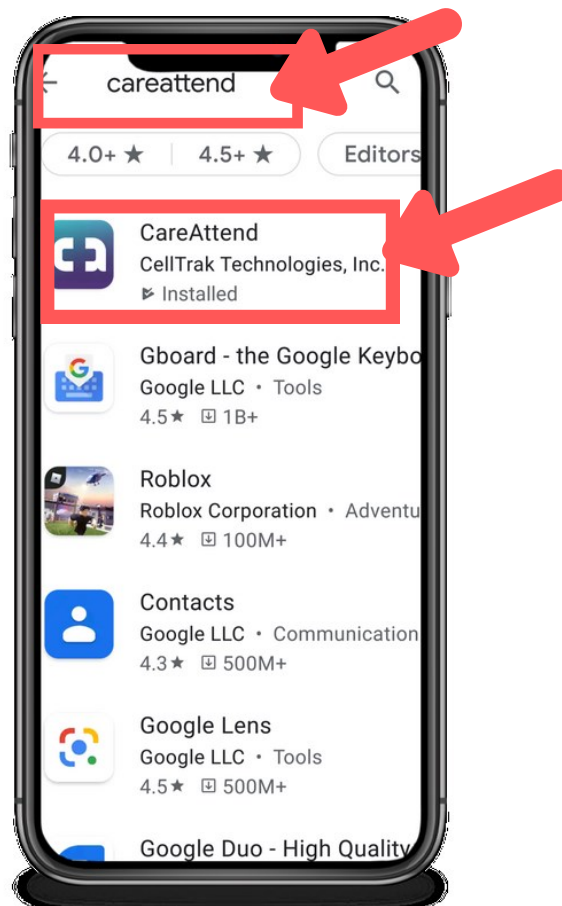 careattend
4.0+ ★ 4.5+ ★ Editors
CareAttend
CellTrak Technologies, Inc.
Installed
Gboard - the Google Keybo
Google LLC • Tools
4.5★ 1B+
Roblox
Roblox Corporation • Adventu
4.4★ 100M+
Contacts
Google LLC • Communication
4.3★ 500M+
Google Lens
Google LLC • Tools
4.5★ 500M+
Google Duo - High Quality